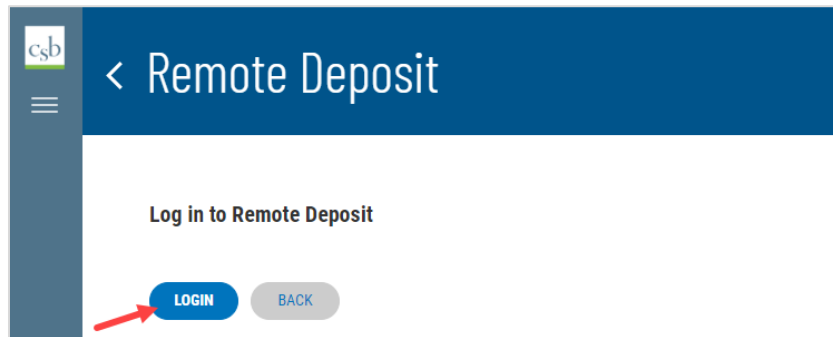 csb
Remote Deposit
Log in to Remote Deposit
LOGIN
BACK